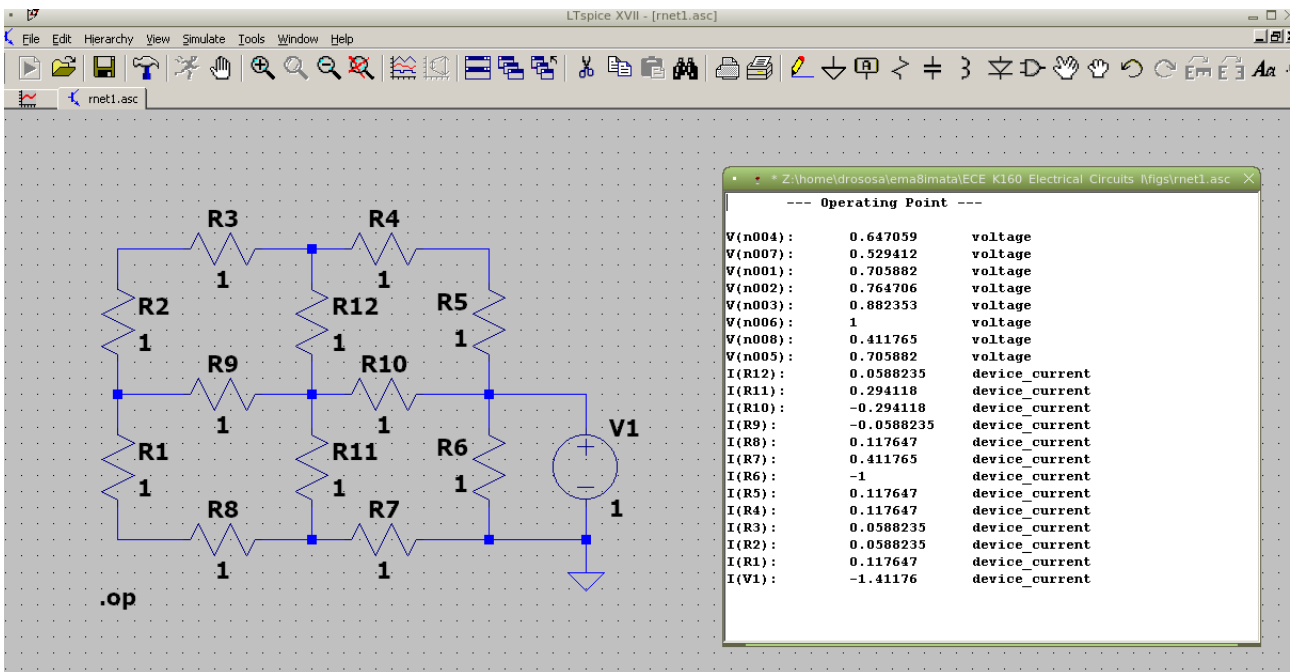 LTspice XVII - [rnet1.asc]
File Edit Hierarchy View Simulate Tools Window Help
rnet1.asc
* Z:\home\drososa\ema8imata\ECE_K160_Electrical_Circuits_I\figs\rnet1.asc
--- Operating Point ---
V(n004): 0.647059 voltage
V(n007): 0.529412 voltage
V(n001): 0.705882 voltage
V(n002): 0.764706 voltage
V(n003): 0.882353 voltage
V(n006): 1 voltage
V(n008): 0.411765 voltage
V(n005): 0.705882 voltage
I(R12): 0.0588235 device_current
I(R11): 0.294118 device_current
I(R10): -0.294118 device_current
I(R9): -0.0588235 device_current
I(R8): 0.117647 device_current
I(R7): 0.411765 device_current
I(R6): -1 device_current
I(R5): 0.117647 device_current
I(R4): 0.117647 device_current
I(R3): 0.0588235 device_current
I(R2): 0.0588235 device_current
I(R1): 0.117647 device_current
I(V1): -1.41176 device_current
R3 R4
1 1
R2 R12 R5
1 1 1
R9 R10
1 1
V1
R1 R11 R6
1 1 1
1
R8 R7
1 1
.op